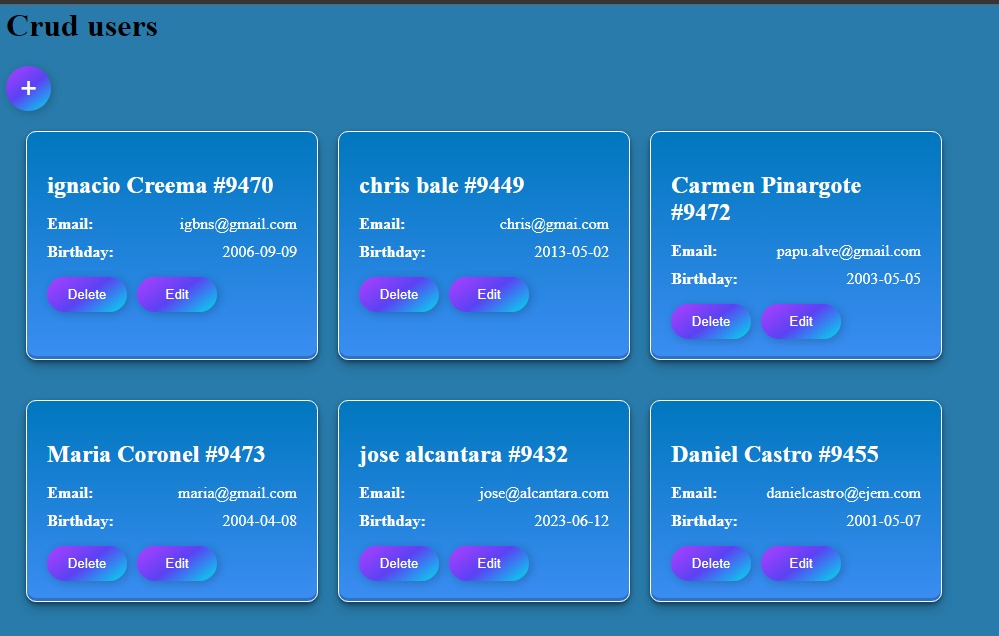 Crud users
+
ignacio Creema #9470
Email: igbns@gmail.com
Birthday: 2006-09-09
Delete Edit
chris bale #9449
Email: chris@gmai.com
Birthday: 2013-05-02
Delete Edit
Carmen Pinargote
#9472
Email: papu.alve@gmail.com
Birthday: 2003-05-05
Delete Edit
Maria Coronel #9473
Email: maria@gmail.com
Birthday: 2004-04-08
Delete Edit
jose alcantara #9432
Email: jose@alcantara.com
Birthday: 2023-06-12
Delete Edit
Daniel Castro #9455
Email: danielcastro@ejem.com
Birthday: 2001-05-07
Delete Edit